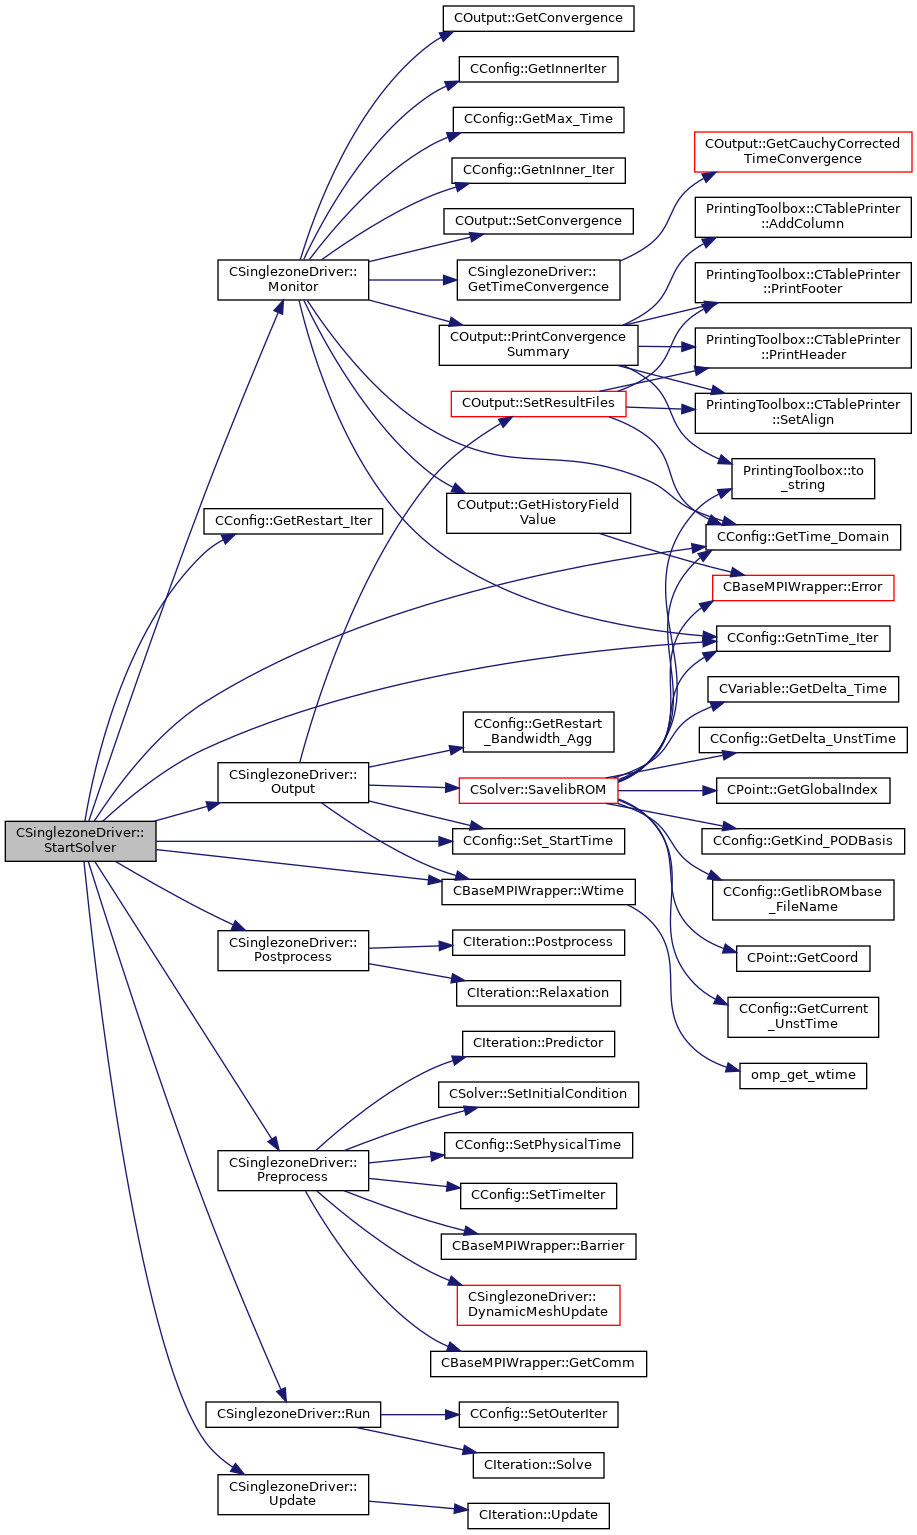 COutput::GetConvergence
CConfig::GetInnerIter
CConfig::GetMax_Time
COutput::GetCauchyCorrected
TimeConvergence
CConfig::GetnInner_Iter
PrintingToolbox::CTablePrinter
::AddColumn
COutput::SetConvergence
CSinglezoneDriver::
Monitor
CSinglezoneDriver::
GetTimeConvergence
PrintingToolbox::CTablePrinter
::PrintFooter
COutput::PrintConvergence
Summary
PrintingToolbox::CTablePrinter
::PrintHeader
COutput::SetResultFiles
PrintingToolbox::CTablePrinter
::SetAlign
PrintingToolbox::to
_string
COutput::GetHistoryField
Value
CConfig::GetRestart_Iter
CConfig::GetTime_Domain
CBaseMPIWrapper::Error
CConfig::GetnTime_Iter
CVariable::GetDelta_Time
CConfig::GetRestart
_Bandwidth_Agg
CConfig::GetDelta_UnstTime
CSinglezoneDriver::
Output
CSolver::SavelibROM
CPoint::GetGlobalIndex
CSinglezoneDriver::
StartSolver
CConfig::Set_StartTime
CConfig::GetKind_PODBasis
CBaseMPIWrapper::Wtime
CConfig::GetlibROMbase
_FileName
CSinglezoneDriver::
Postprocess
CIteration::Postprocess
CPoint::GetCoord
CIteration::Relaxation
CConfig::GetCurrent
_UnstTime
CIteration::Predictor
omp_get_wtime
CSolver::SetInitialCondition
CConfig::SetPhysicalTime
CSinglezoneDriver::
Preprocess
CConfig::SetTimeIter
CBaseMPIWrapper::Barrier
CSinglezoneDriver::
DynamicMeshUpdate
CBaseMPIWrapper::GetComm
CSinglezoneDriver::Run
CConfig::SetOuterIter
CIteration::Solve
CSinglezoneDriver::
Update
CIteration::Update